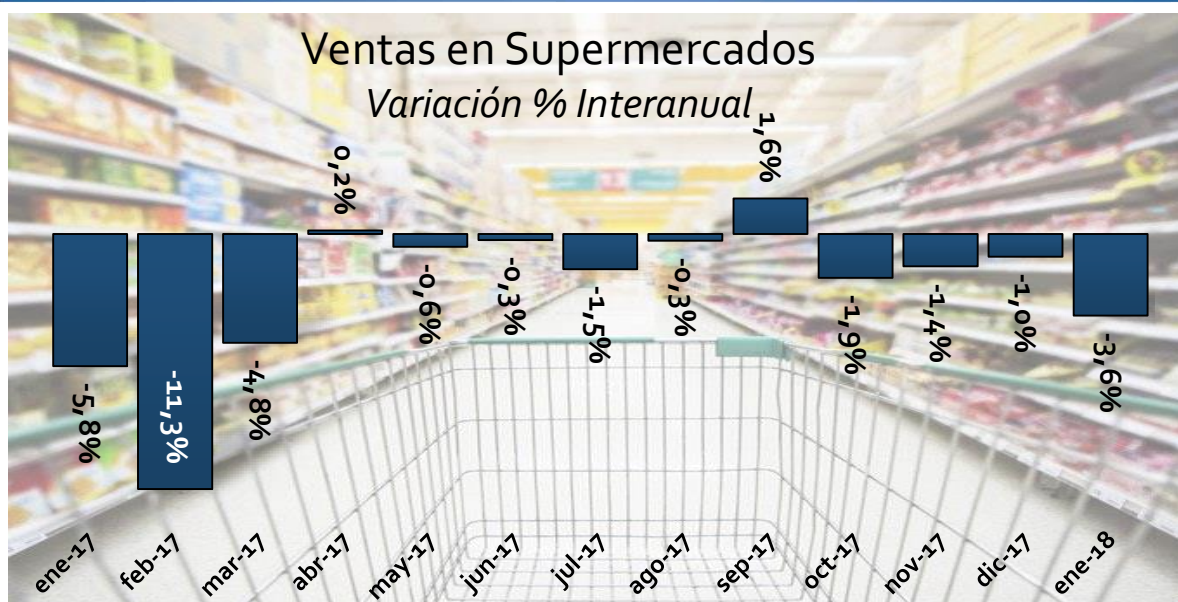 Ventas en Supermercados
Variación % Interanual
-5,8%
-11,3%
-4,8%
0,2%
-0,6%
-0,3%
-1,5%
-0,3%
1,6%
-1,9%
-1,4%
-1,0%
-3,6%
ene-17
feb-17
mar-17
abr-17
may-17
jun-17
jul-17
ago-17
sep-17
oct-17
nov-17
dic-17
ene-18